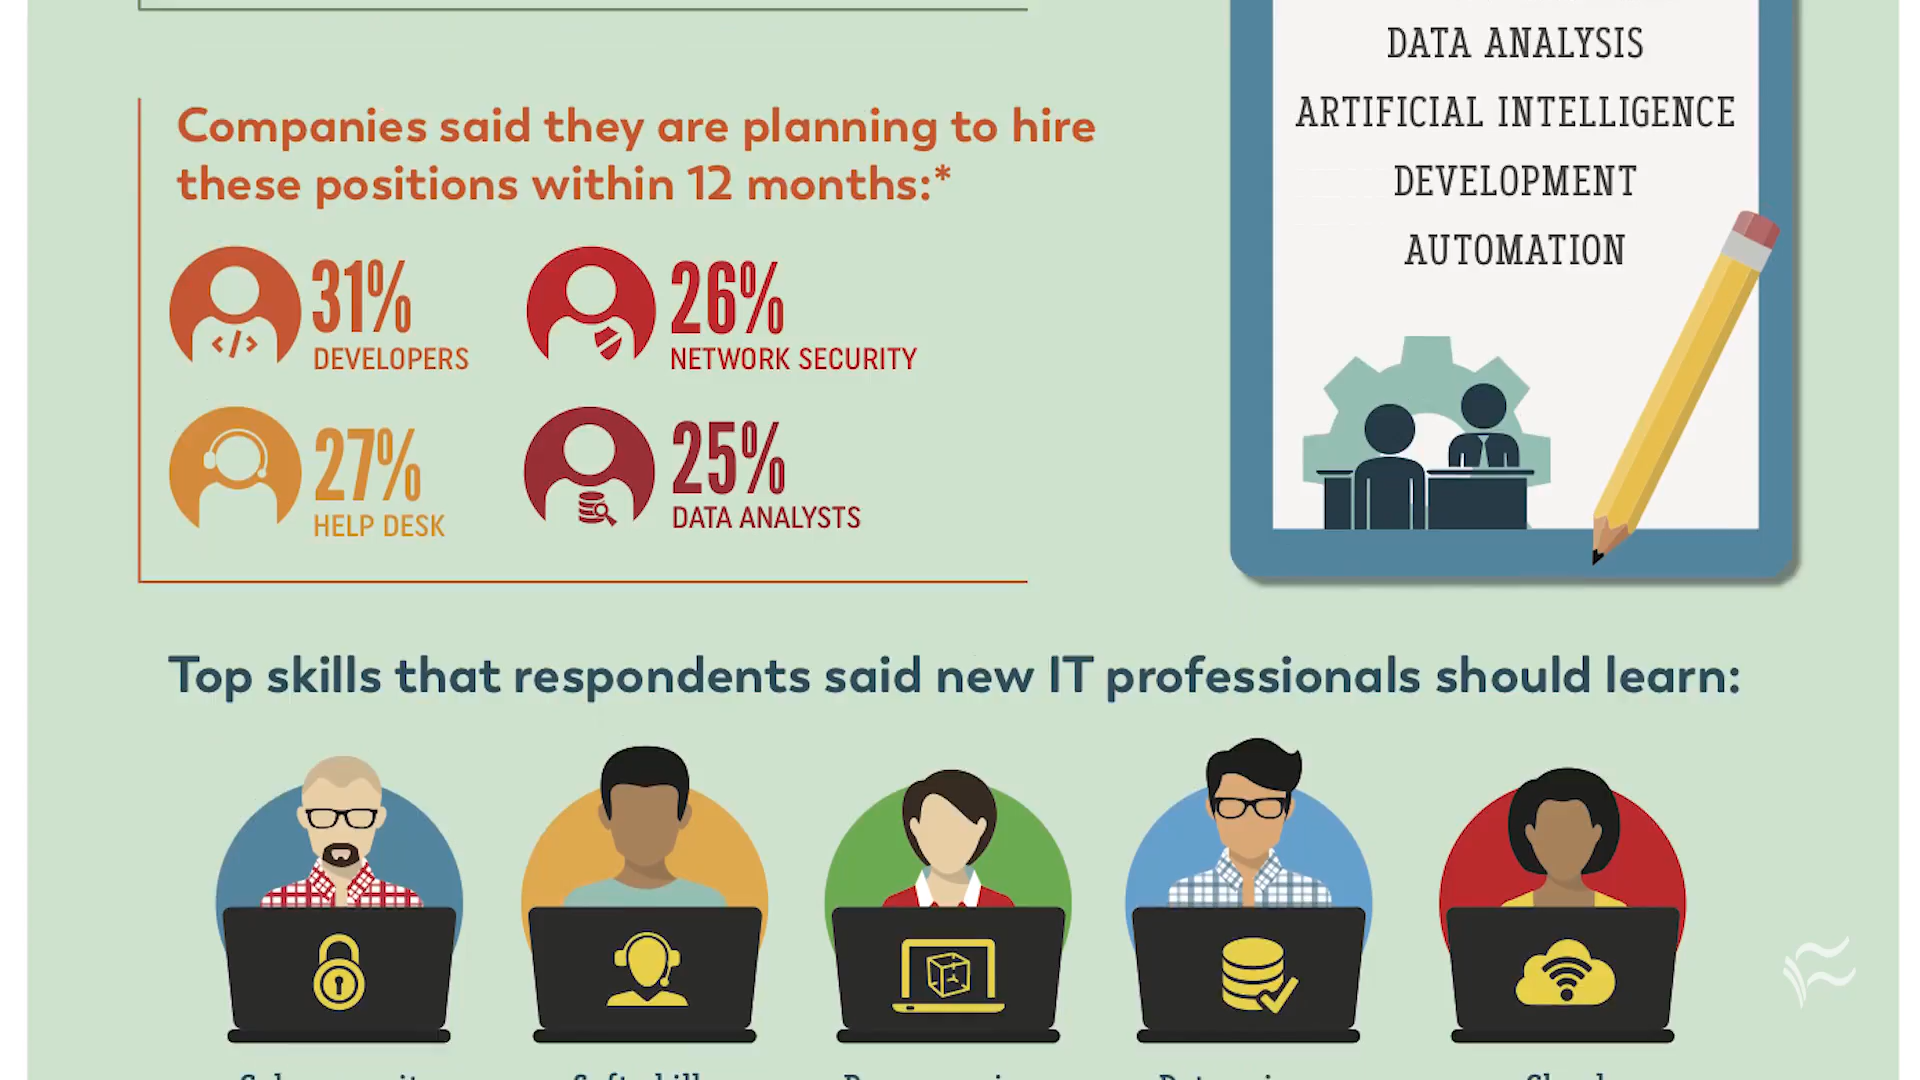 DATA ANALYSIS
ARTIFICIAL INTELLIGENCE
DEVELOPMENT
AUTOMATION
Companies said they are planning to hire
these positions within 12 months:*
31%
DEVELOPERS
26%
NETWORK SECURITY
27%
HELP DESK
25%
DATA ANALYSTS
Top skills that respondents said new IT professionals should learn: